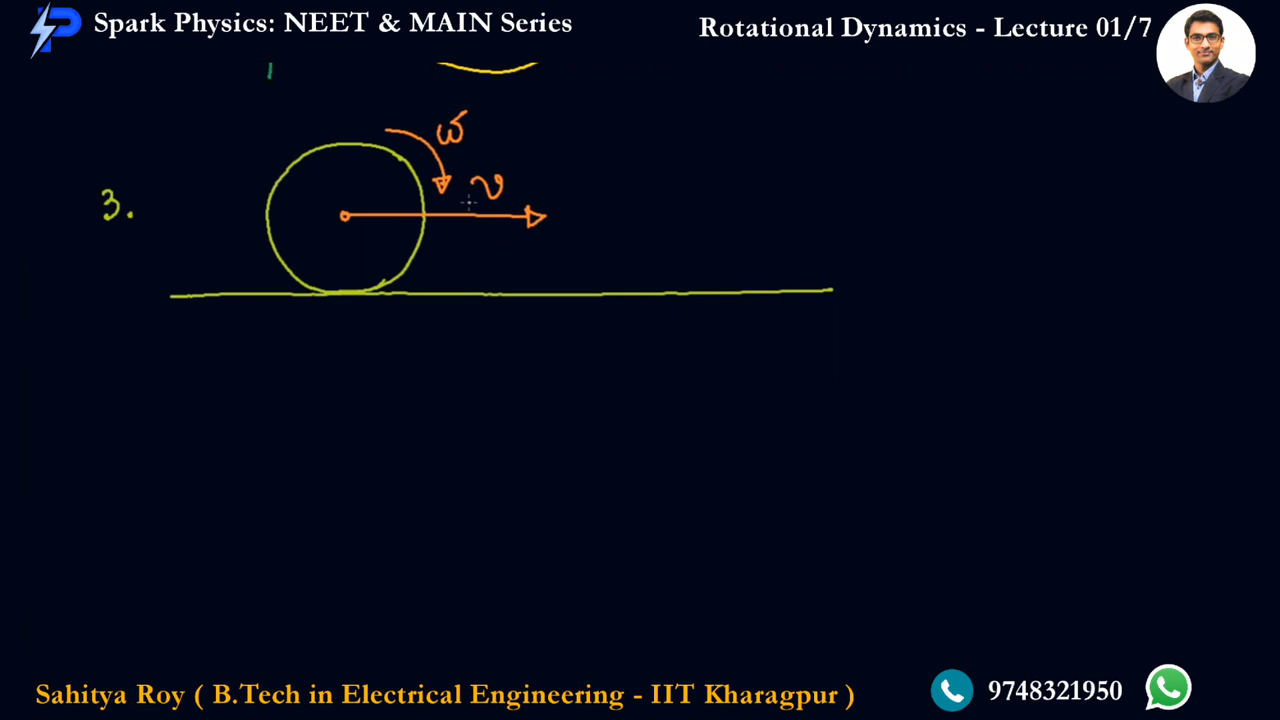 Spark Physics: NEET & MAIN Series
Rotational Dynamics - Lecture 01/7
ω
v
3.
Sahitya Roy ( B.Tech in Electrical Engineering - IIT Kharagpur )
9748321950